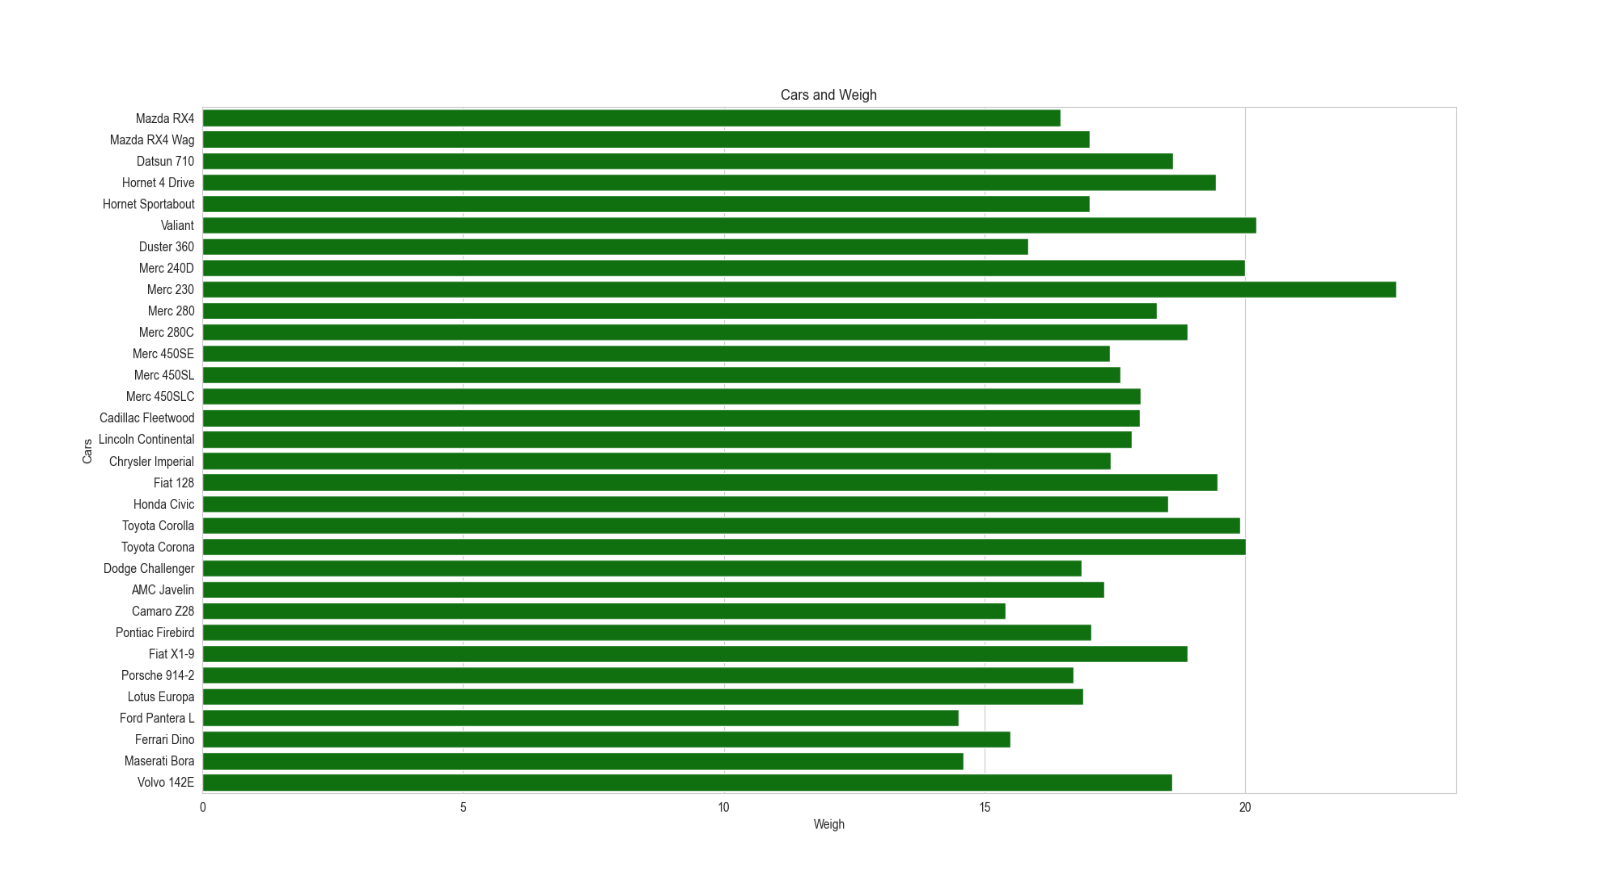 Cars and Weigh
Mazda RX4
Mazda RX4 Wag
Datsun 710
Hornet 4 Drive
Hornet Sportabout
Valiant
Duster 360
Merc 240D
Merc 230
Merc 280
Merc 280C
Merc 450SE
Merc 450SL
Merc 450SLC
Cadillac Fleetwood
Lincoln Continental
Chrysler Imperial
Fiat 128
Honda Civic
Toyota Corolla
Toyota Corona
Dodge Challenger
AMC Javelin
Camaro Z28
Pontiac Firebird
Fiat X1-9
Porsche 914-2
Lotus Europa
Ford Pantera L
Ferrari Dino
Maserati Bora
Volvo 142E
Cars
0 5 10 15 20
Weigh